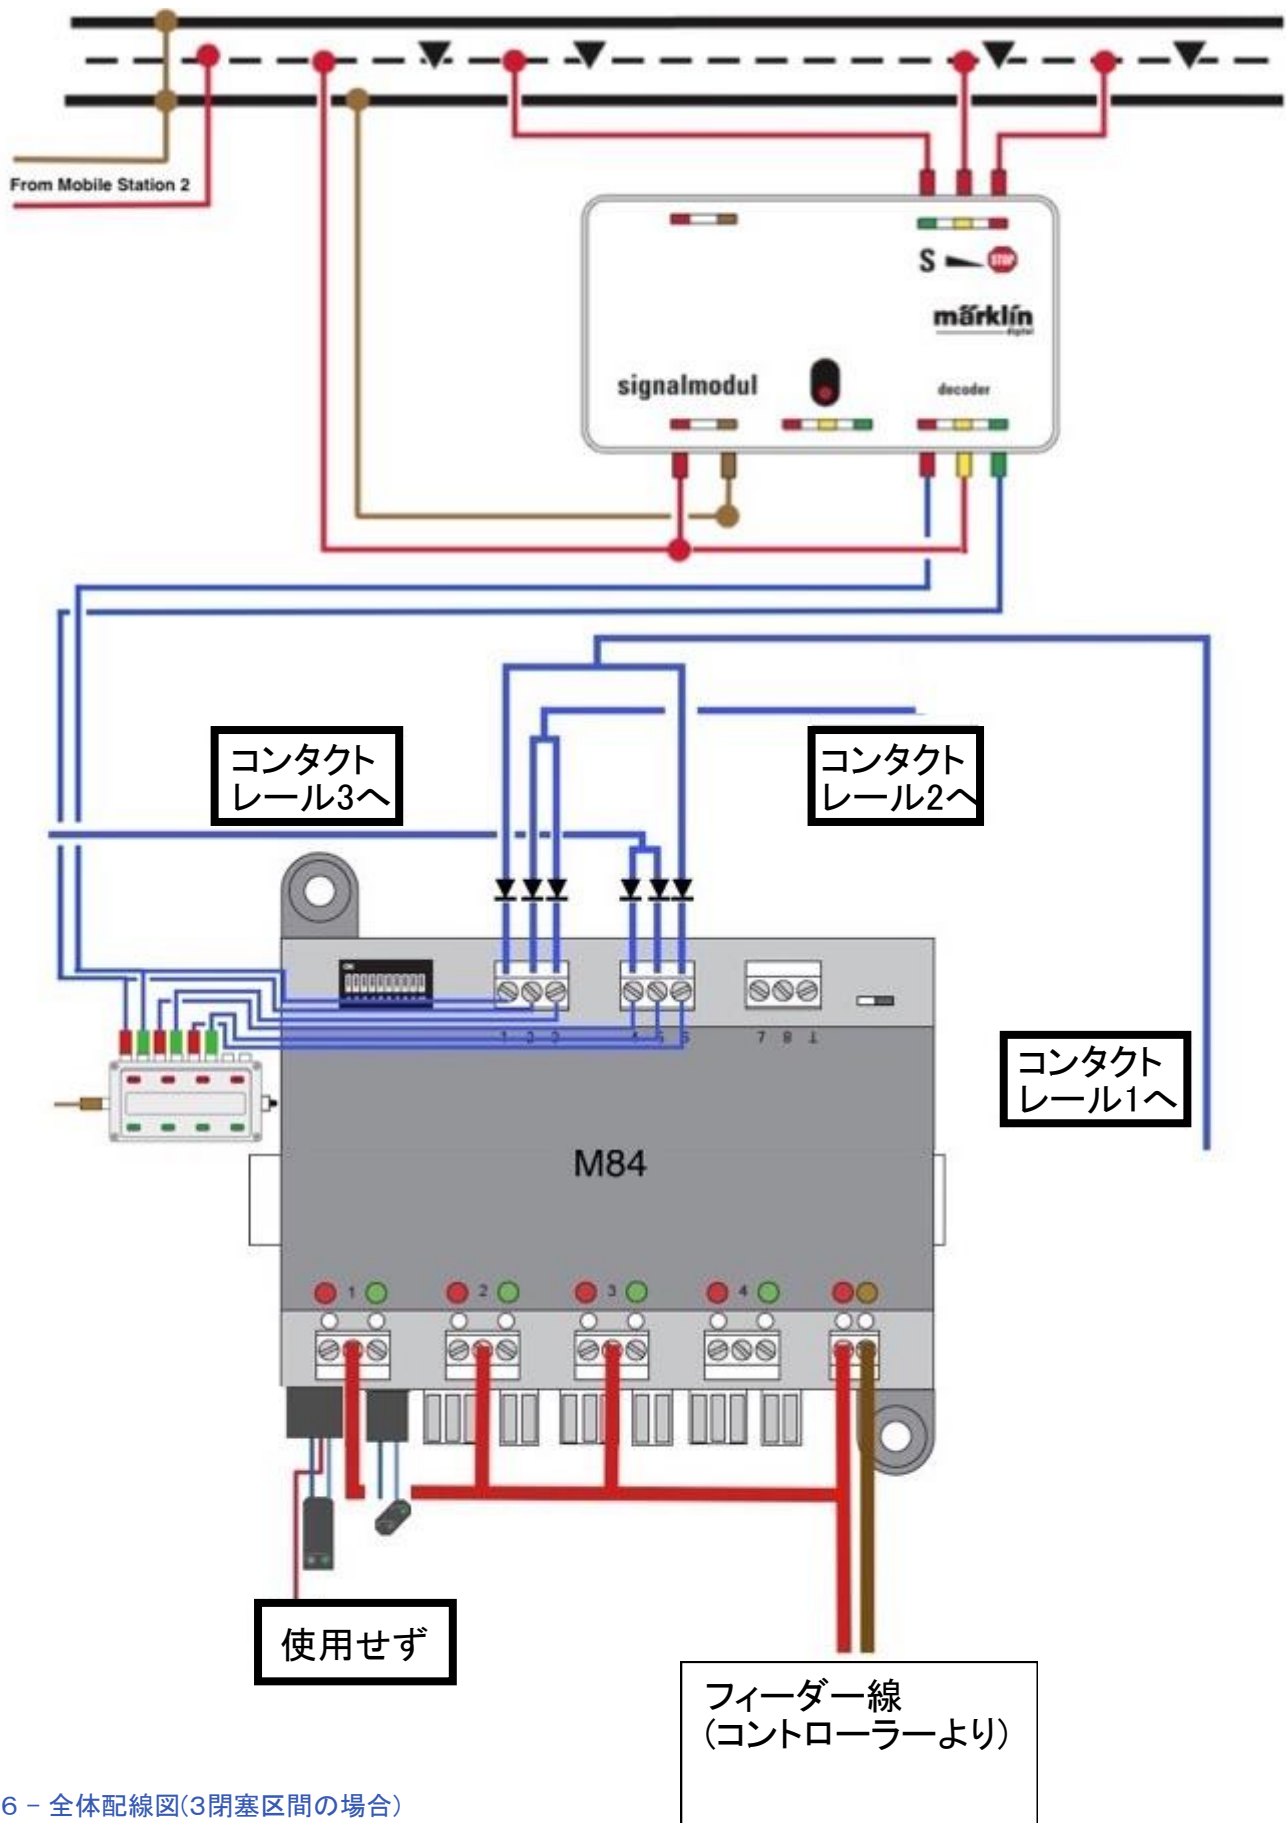 From Mobile Station 2
S
STOP
märklín
digital
signalmodul
decoder
コンタクト
レール3へ
コンタクト
レール2へ
ON
1 2 3
4 5 6
7 8 ⊥
コンタクト
レール1へ
M84
1
2
3
4
使用せず
フィーダー線
(コントローラーより)
6 - 全体配線図(3閉塞区間の場合)